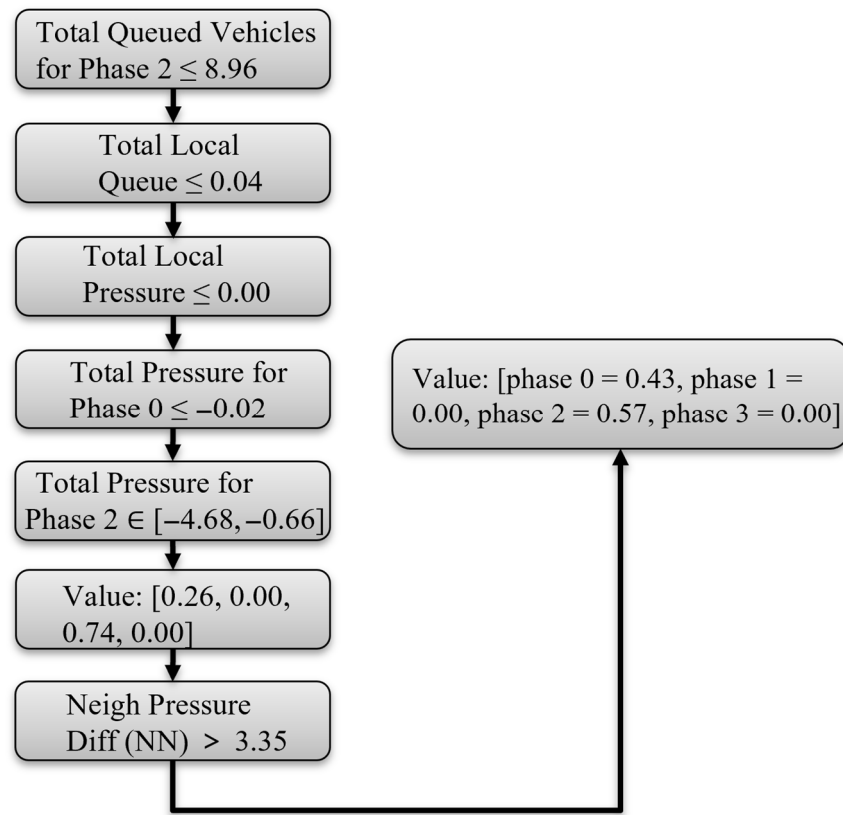 Total Queued Vehicles
for Phase 2 ≤ 8.96
Total Local
Queue ≤ 0.04
Total Local
Pressure ≤ 0.00
Total Pressure for
Phase 0 ≤ −0.02
Total Pressure for
Phase 2 ∈ [−4.68, −0.66]
Value: [0.26, 0.00,
0.74, 0.00]
Neigh Pressure
Diff (NN) > 3.35
Value: [phase 0 = 0.43, phase 1 =
0.00, phase 2 = 0.57, phase 3 = 0.00]